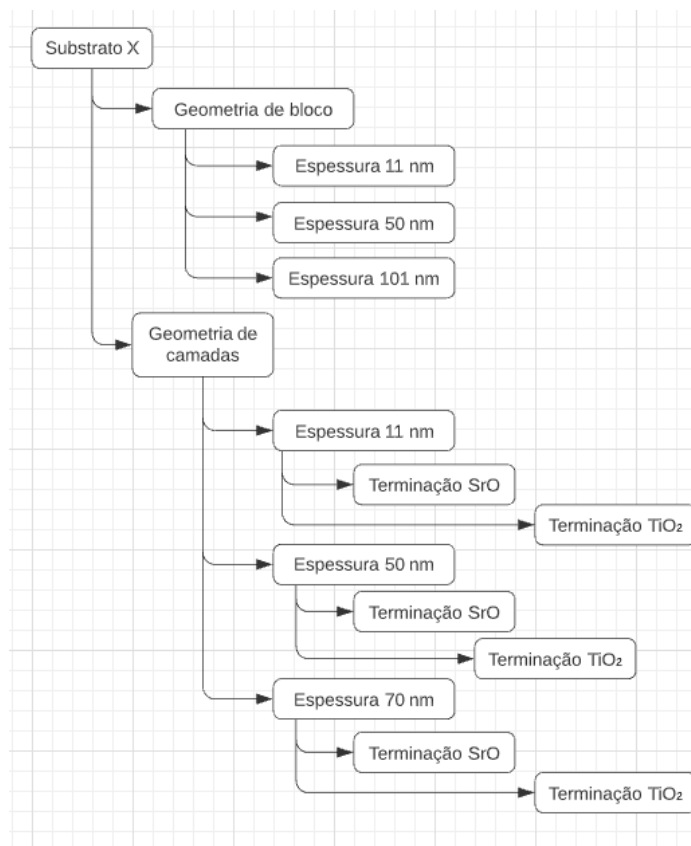 Substrato X
Geometria de bloco
Espessura 11 nm
Espessura 50 nm
Espessura 101 nm
Geometria de
camadas
Espessura 11 nm
Terminação SrO
Terminação TiO₂
Espessura 50 nm
Terminação SrO
Terminação TiO₂
Espessura 70 nm
Terminação SrO
Terminação TiO₂